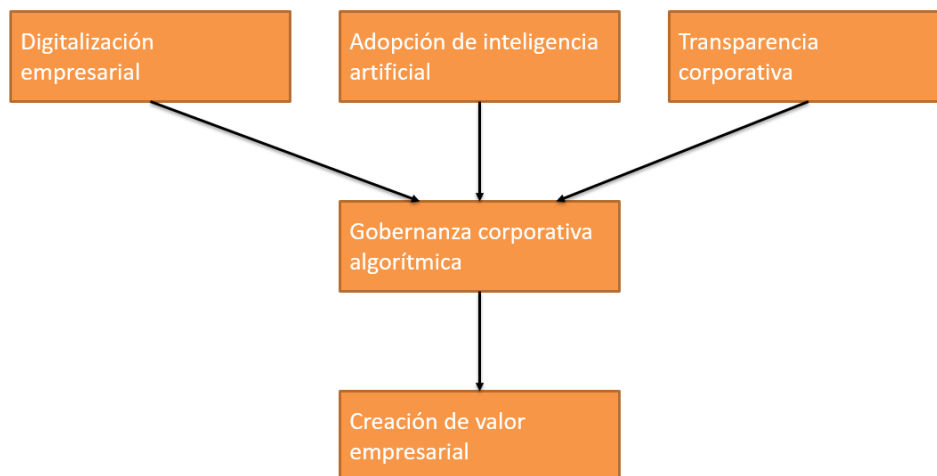 Digitalización
empresarial
Adopción de inteligencia
artificial
Transparencia
corporativa
Gobernanza corporativa
algorítmica
Creación de valor
empresarial